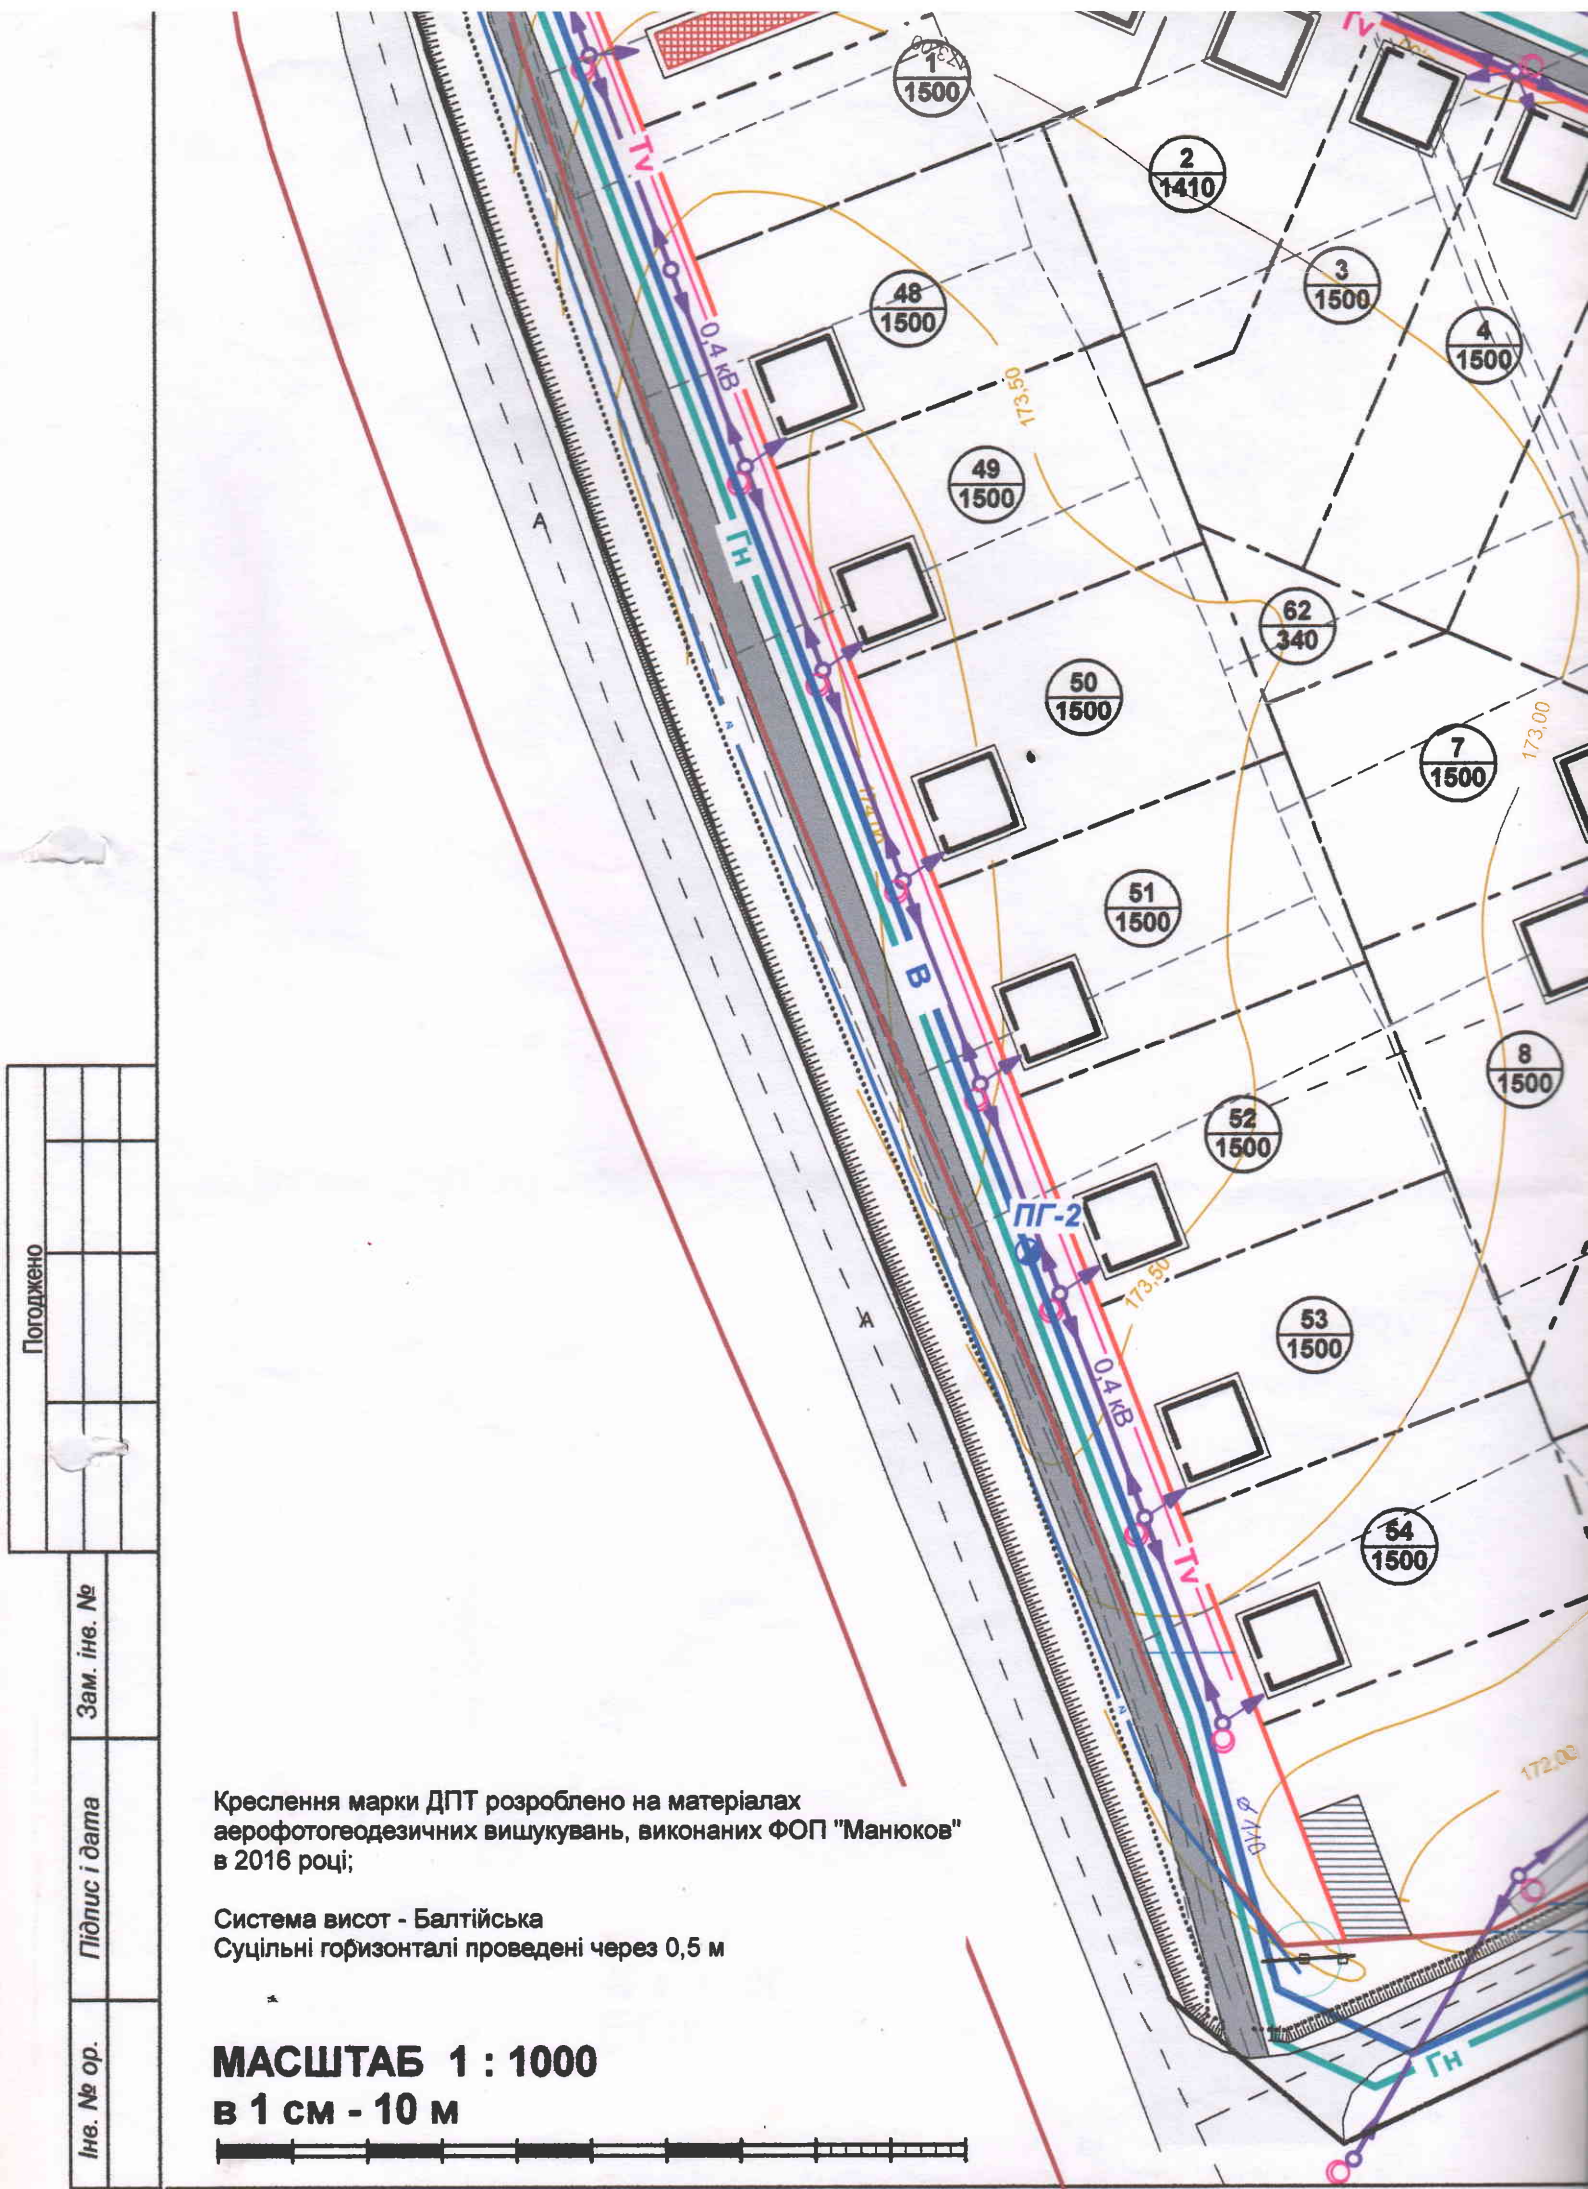 Tv
173,00
1
1500
2
1410
Tv
3
1500
48
1500
4
1500
0,4 кВ
173,50
49
1500
А
Гн
62
340
50
1500
173,00
7
1500
51
1500
В
8
1500
52
1500
ПГ-2
173,50
53
1500
А
0,4 кВ
54
1500
Tv
172,00
Гн
Погоджено
Зам. інв. №
Підпис і дата
Інв. № ор.
Креслення марки ДПТ розроблено на матеріалах
аерофотогеодезичних вишукувань, виконаних ФОП "Манюков"
в 2016 році;
Система висот - Балтійська
Суцільні горизонталі проведені через 0,5 м
МАСШТАБ 1 : 1000
в 1 см - 10 м